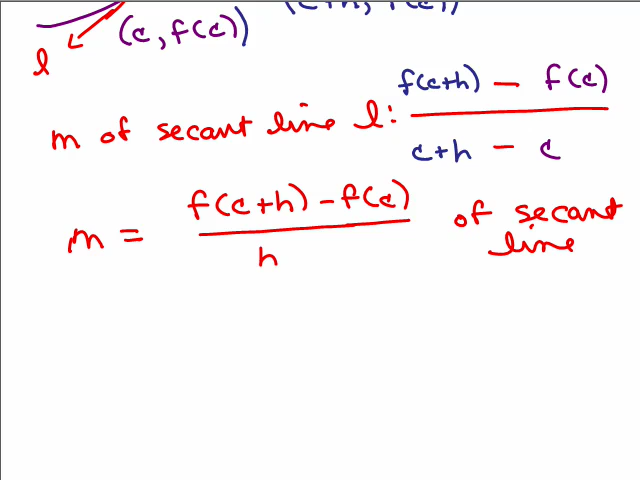 (c, f(c))
l
m of secant line l: f(c+h) - f(c) / c+h - c
m = f(c+h) - f(c) / h of secant line